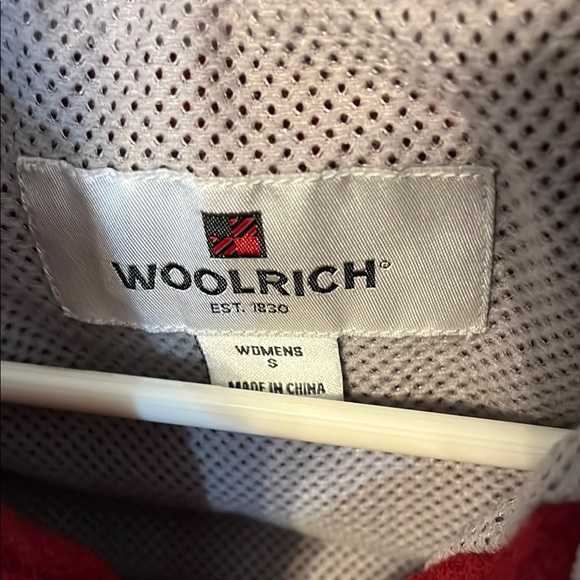 WOOLRICH®
EST. 1830
WOMENS
S
MADE IN CHINA